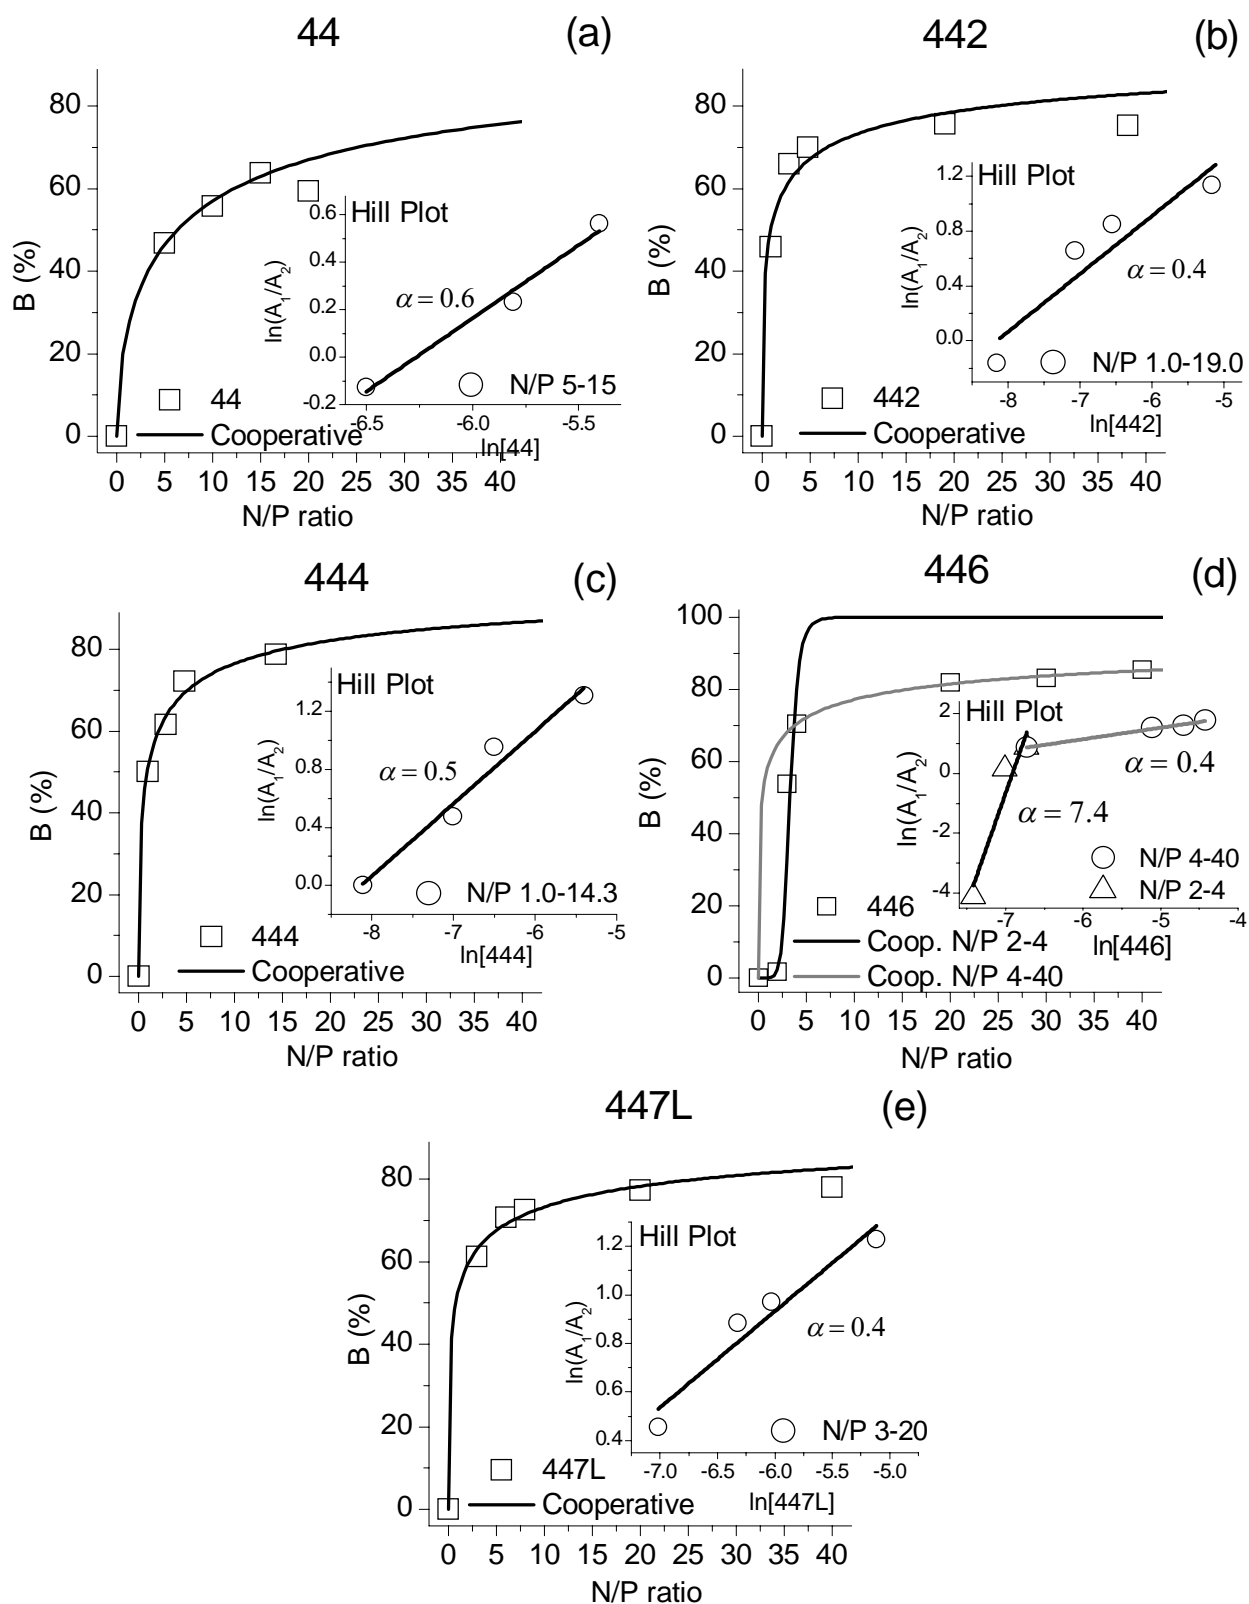 44 (a)
80
60
40
20
0
B (%)
0 5 10 15 20 25 30 35 40
N/P ratio
44
Cooperative
Hill Plot
0.6
0.4
0.2
0.0
-0.2
ln(A1/A2)
α = 0.6
N/P 5-15
-6.5 -6.0 -5.5
ln[44]
442 (b)
80
60
40
20
0
B (%)
0 5 10 15 20 25 30 35 40
N/P ratio
442
Cooperative
Hill Plot
1.2
0.8
0.4
0.0
ln(A1/A2)
α = 0.4
N/P 1.0-19.0
-8 -7 -6 -5
ln[442]
444 (c)
80
60
40
20
0
B (%)
0 5 10 15 20 25 30 35 40
N/P ratio
444
Cooperative
Hill Plot
1.2
0.8
0.4
0.0
ln(A1/A2)
α = 0.5
N/P 1.0-14.3
-8 -7 -6 -5
ln[444]
446 (d)
100
80
60
40
20
0
B (%)
0 5 10 15 20 25 30 35 40
N/P ratio
446
Coop. N/P 2-4
Coop. N/P 4-40
Hill Plot
2
0
-2
-4
ln(A1/A2)
α = 0.4
α = 7.4
N/P 4-40
N/P 2-4
-7 -6 -5 -4
ln[446]
447L (e)
80
60
40
20
0
B (%)
0 5 10 15 20 25 30 35 40
N/P ratio
447L
Cooperative
Hill Plot
1.2
1.0
0.8
0.6
0.4
ln(A1/A2)
α = 0.4
N/P 3-20
-7.0 -6.5 -6.0 -5.5 -5.0
ln[447L]